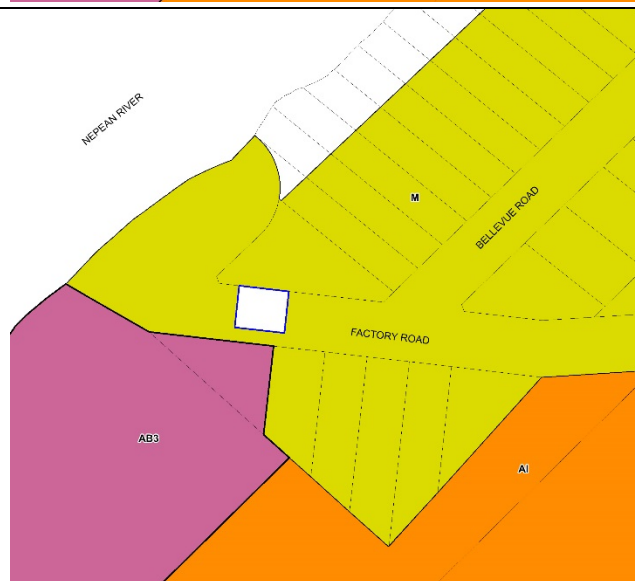 NEPEAN RIVER
M
BELLEVUE ROAD
FACTORY ROAD
AB3
AI